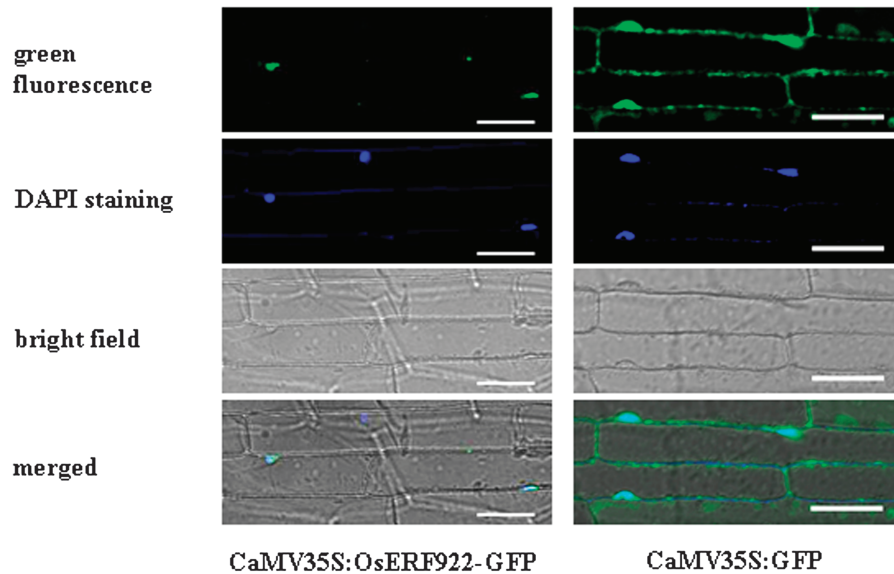 green
fluorescence
DAPI staining
bright field
merged
CaMV35S:OsERF922-GFP
CaMV35S:GFP